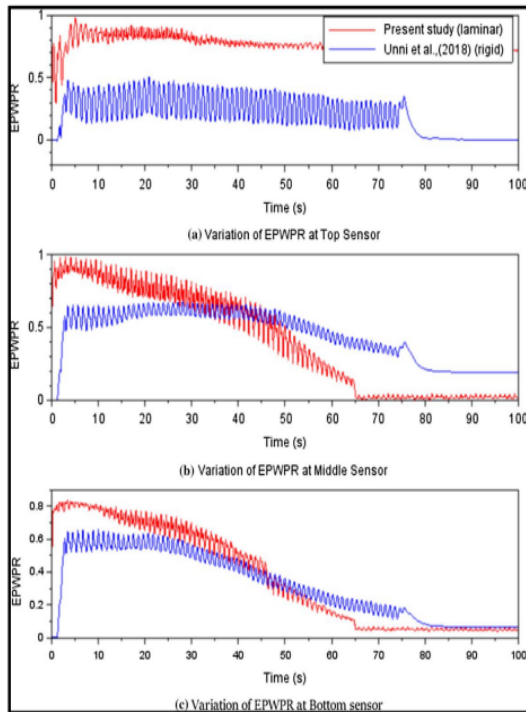 Present study (laminar)
Unni et al.,(2018) (rigid)
EPWPR
1
0.5
0
0 10 20 30 40 50 60 70 80 90 100
Time (s)
(a) Variation of EPWPR at Top Sensor
EPWPR
1
0.5
0
0 10 20 30 40 50 60 70 80 90 100
Time (s)
(b) Variation of EPWPR at Middle Sensor
EPWPR
0.8
0.6
0.4
0.2
0
0 10 20 30 40 50 60 70 80 90 100
Time (s)
(c) Variation of EPWPR at Bottom sensor